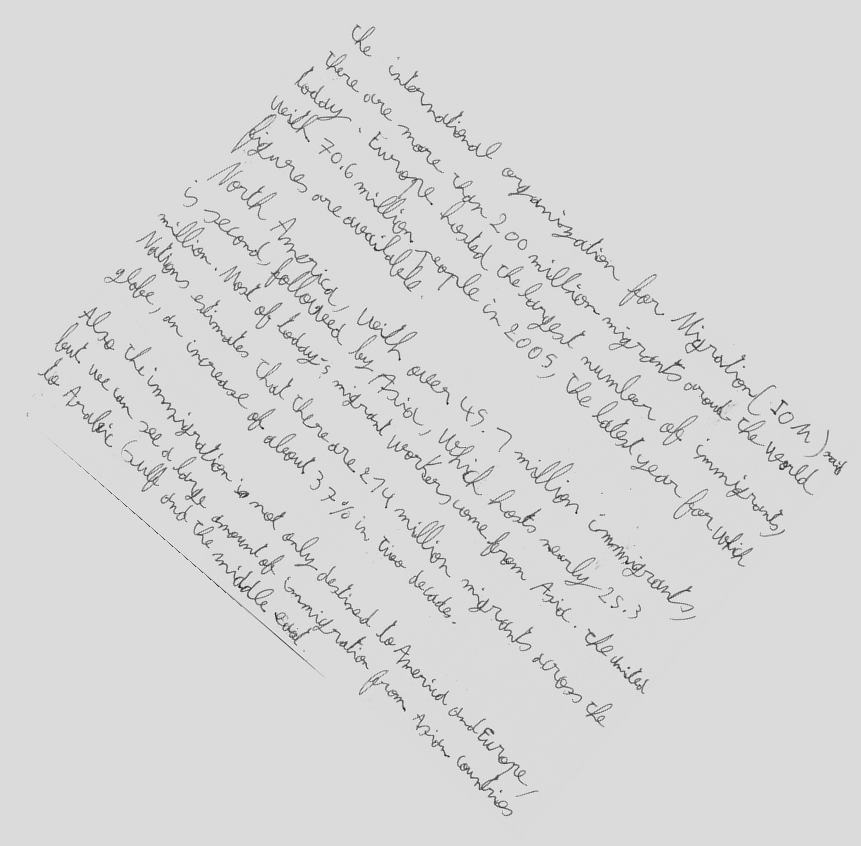 the international organization for Migration (IOM) said
there are more than 200 million migrants around the world
today. Europe hosted the largest number of immigrants,
with 70.6 million people in 2005, the latest year for which
figures are available.
North America, with over 45.7 million immigrants,
is second, followed by Asia, which hosts nearly 25.3
million. Most of today's migrant workers come from Asia. the united
Nations estimates that there are 214 million migrants across the
globe, an increase of about 37% in two decades.
Also the immigration is not only destined to America and Europe,
but we can see a large amount of immigration from Asian countries
to Arabic Gulf and the middle east.